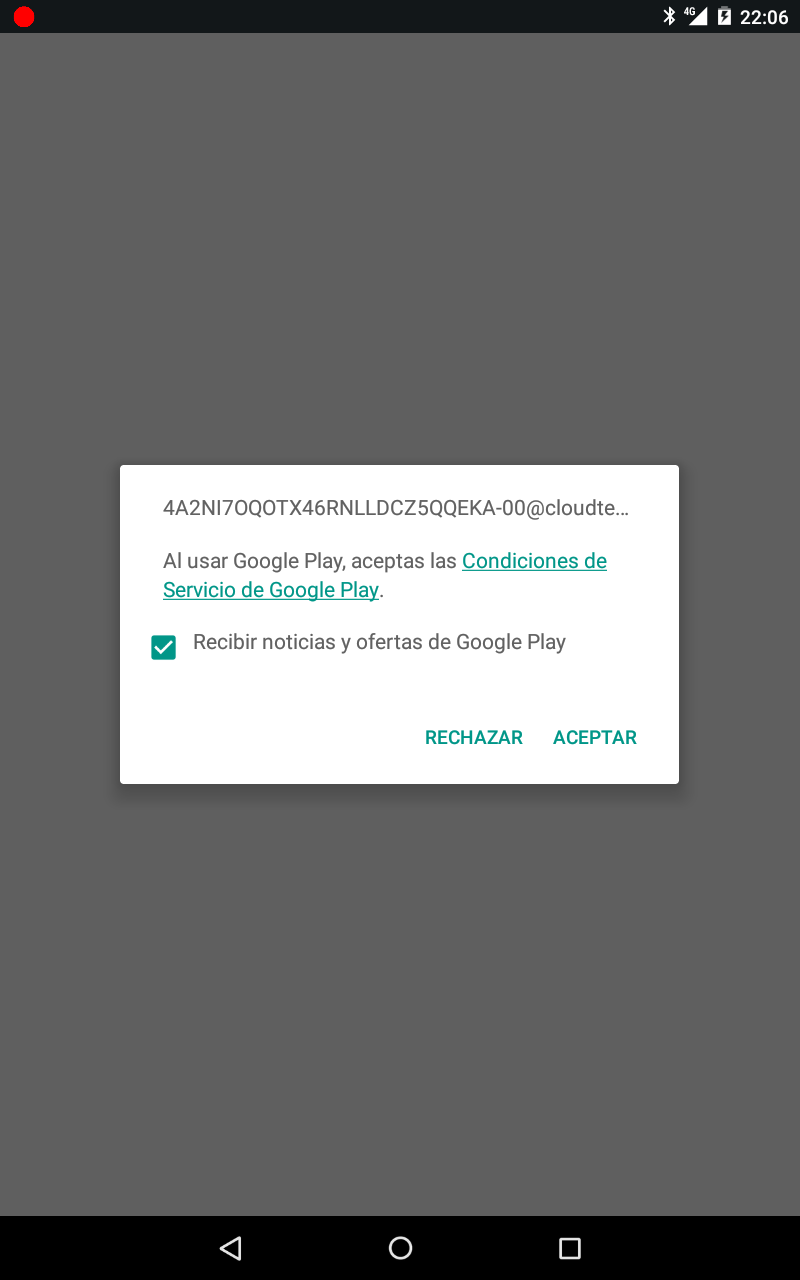 4G 22:06
4A2NI7OQOTX46RNLLDCZ5QQEKA-00@cloudte...
Al usar Google Play, aceptas las Condiciones de
Servicio de Google Play.
Recibir noticias y ofertas de Google Play
RECHAZAR ACEPTAR